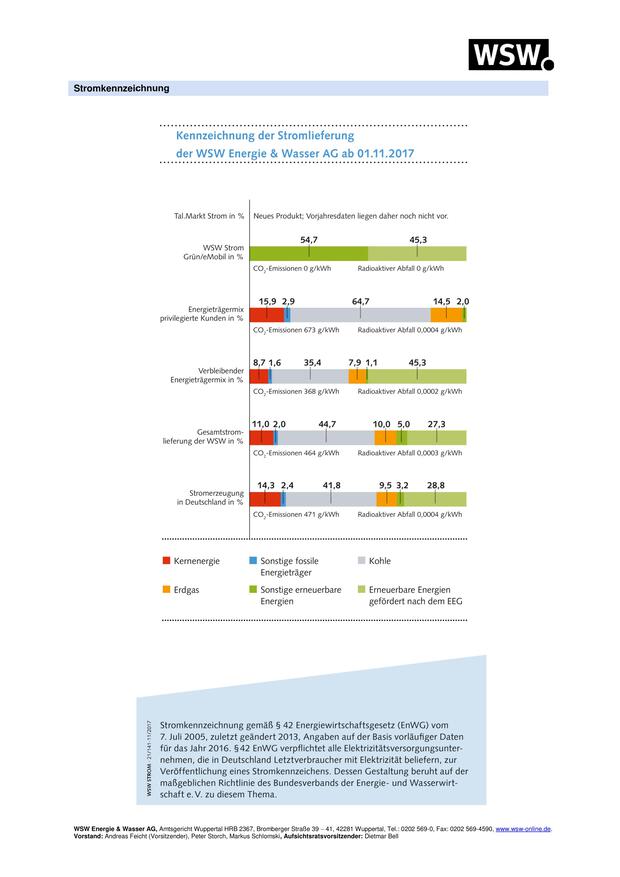 WSW.
Stromkennzeichnung
Kennzeichnung der Stromlieferung
der WSW Energie & Wasser AG ab 01.11.2017
Tal.Markt Strom in %
Neues Produkt; Vorjahresdaten liegen daher noch nicht vor.
54,7 45,3
WSW Strom
Grün/eMobil in %
CO2-Emissionen 0 g/kWh Radioaktiver Abfall 0 g/kWh
15,9 2,9 64,7 14,5 2,0
Energieträgermix
privilegierte Kunden in %
CO2-Emissionen 673 g/kWh Radioaktiver Abfall 0,0004 g/kWh
8,7 1,6 35,4 7,9 1,1 45,3
Verbleibender
Energieträgermix in %
CO2-Emissionen 368 g/kWh Radioaktiver Abfall 0,0002 g/kWh
11,0 2,0 44,7 10,0 5,0 27,3
Gesamtstrom-
lieferung der WSW in %
CO2-Emissionen 464 g/kWh Radioaktiver Abfall 0,0003 g/kWh
14,3 2,4 41,8 9,5 3,2 28,8
Stromerzeugung
in Deutschland in %
CO2-Emissionen 471 g/kWh Radioaktiver Abfall 0,0004 g/kWh
Kernenergie
Sonstige fossile
Energieträger
Kohle
Erdgas
Sonstige erneuerbare
Energien
Erneuerbare Energien
gefördert nach dem EEG
WSW STROM · 21/141-11/2017
Stromkennzeichnung gemäß § 42 Energiewirtschaftsgesetz (EnWG) vom
7. Juli 2005, zuletzt geändert 2013, Angaben auf der Basis vorläufiger Daten
für das Jahr 2016. §42 EnWG verpflichtet alle Elektrizitätsversorgungsunter-
nehmen, die in Deutschland Letztverbraucher mit Elektrizität beliefern, zur
Veröffentlichung eines Stromkennzeichens. Dessen Gestaltung beruht auf der
maßgeblichen Richtlinie des Bundesverbands der Energie- und Wasserwirt-
schaft e. V. zu diesem Thema.
WSW Energie & Wasser AG, Amtsgericht Wuppertal HRB 2367, Bromberger Straße 39 – 41, 42281 Wuppertal, Tel.: 0202 569-0, Fax: 0202 569-4590, www.wsw-online.de.
Vorstand: Andreas Feicht (Vorsitzender), Peter Storch, Markus Schlomski, Aufsichtsratsvorsitzender: Dietmar Bell